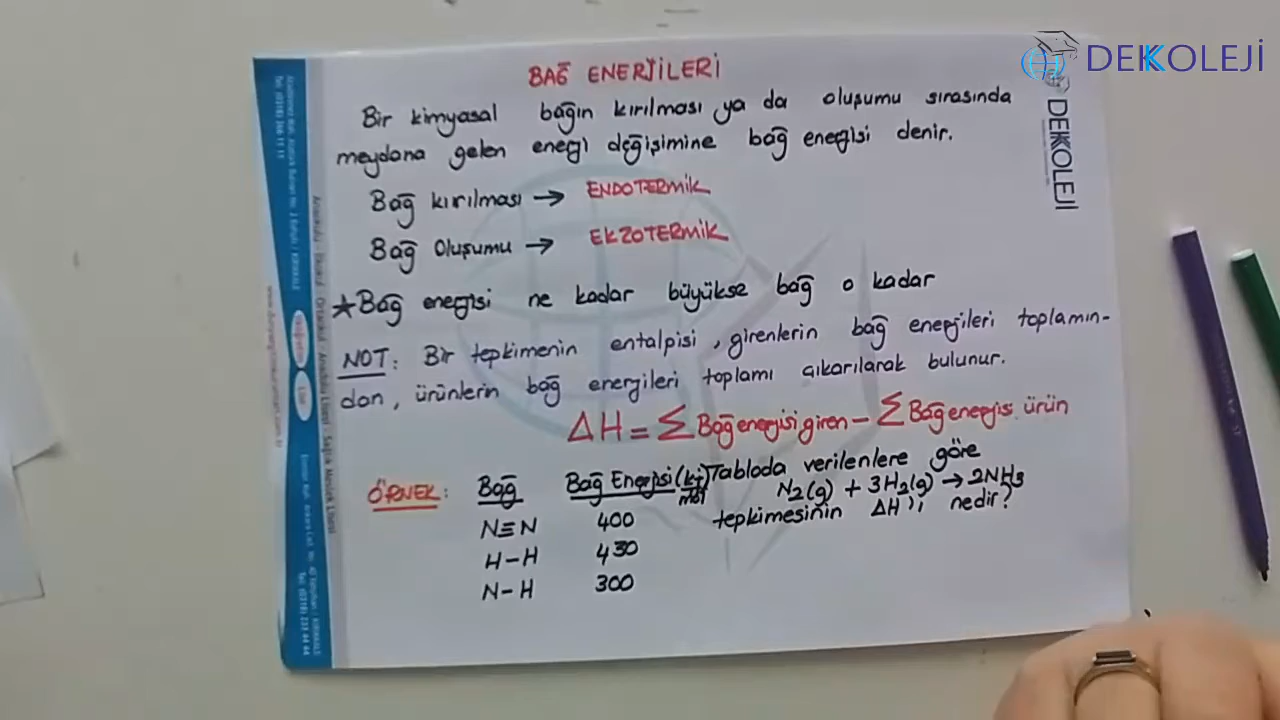 DEKKOLEJİ
DEKKOLEJİ
BAĞ ENERJİLERİ
Bir kimyasal bağın kırılması ya da oluşumu sırasında
meydana gelen enerji değişimine bağ enerjisi denir.
Bağ kırılması → ENDOTERMİK
Bağ Oluşumu → EKZOTERMİK
★Bağ enerjisi ne kadar büyükse bağ o kadar
NOT: Bir tepkimenin entalpisi, girenlerin bağ enerjileri toplamın-
dan, ürünlerin bağ enerjileri toplamı çıkarılarak bulunur.
ΔH = Σ Bağ enerjisi giren - Σ Bağ enerjisi ürün
ÖRNEK: Bağ Bağ Enerjisi (kj/mol) Tabloda verilenlere göre
N₂(g) + 3H₂(g) → 2NH₃
N≡N 400 tepkimesinin ΔH'ı nedir?
H-H 430
N-H 300